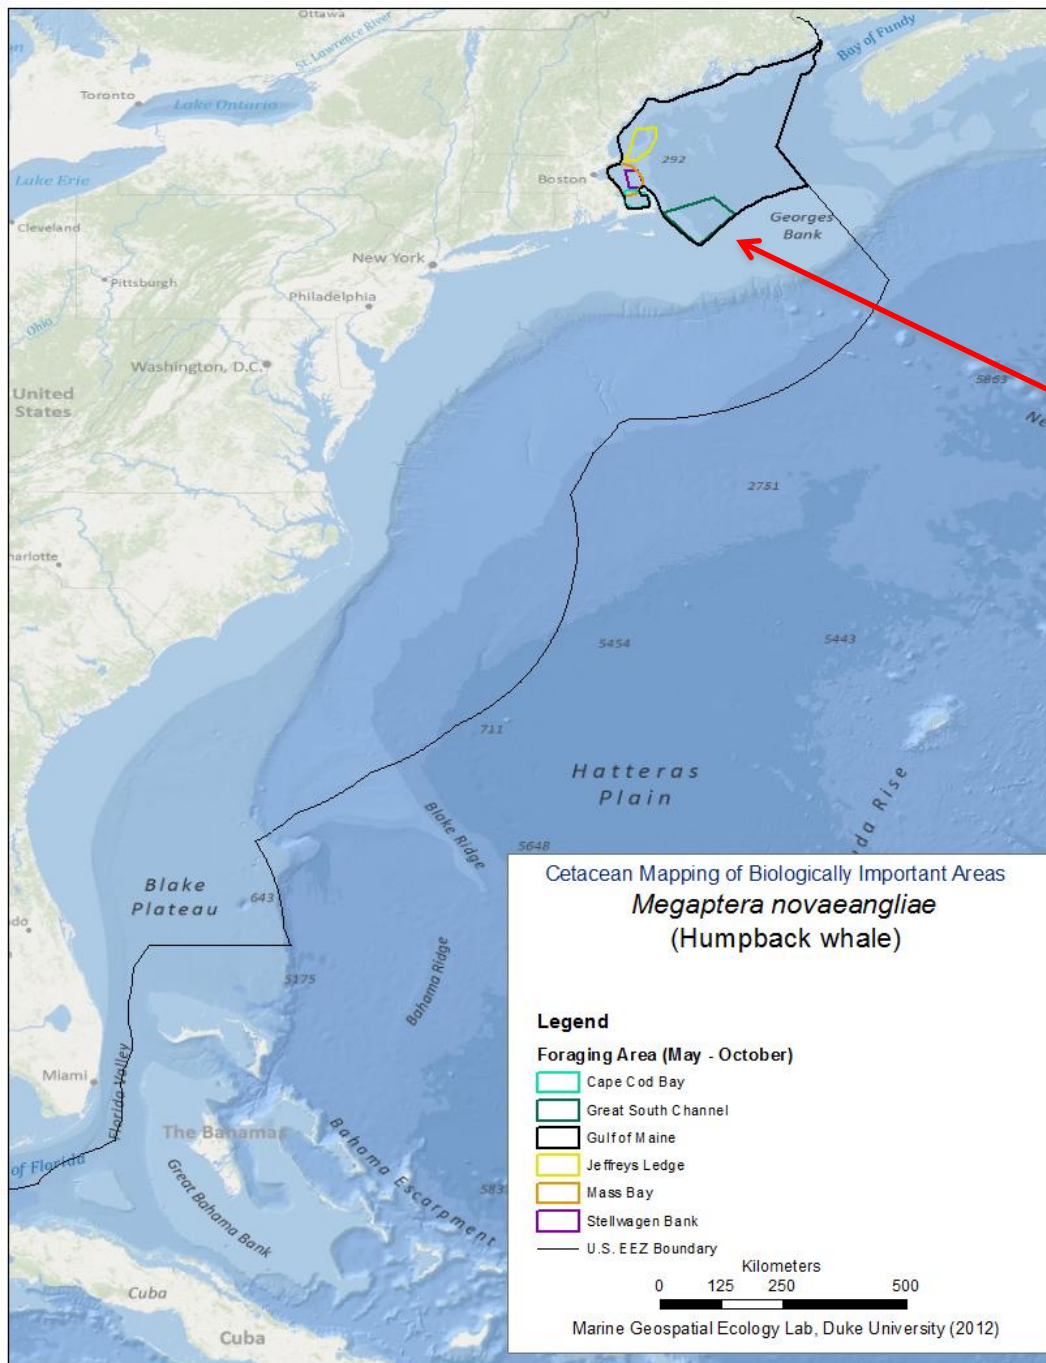 Ottawa
St. Lawrence River
Bay of Fundy
Toronto
Lake Ontario
292
Lake Erie
Boston
Cleveland
Georges
Bank
New York
Pittsburgh
Philadelphia
Ohio
Washington, D.C.
5863
United
States
Ne
2751
harlotte
5454
5443
711
Hatteras
Plain
da Rise
Blake Ridge
5648
Blake
Plateau
643
do
5175
Bahama Ridge
Miami
Florida Valley
The Bahamas
of Florida
Bahama Escarpment
Great Bahama Bank
583
Cuba
Cuba
Cetacean Mapping of Biologically Important Areas
Megaptera novaeangliae
(Humpback whale)
Legend
Foraging Area (May - October)
Cape Cod Bay
Great South Channel
Gulf of Maine
Jeffreys Ledge
Mass Bay
Stellwagen Bank
U.S. EEZ Boundary
Kilometers
0 125 250 500
Marine Geospatial Ecology Lab, Duke University (2012)